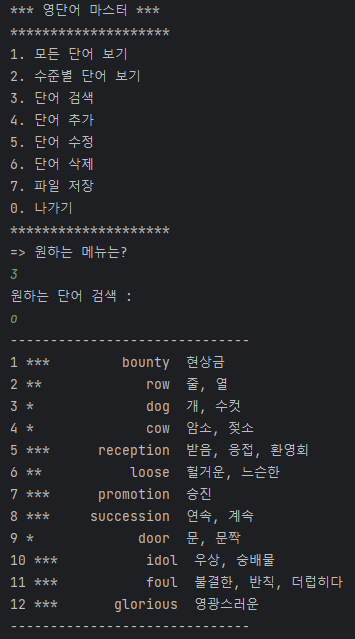 *** 영단어 마스터 ***
********************
1. 모든 단어 보기
2. 수준별 단어 보기
3. 단어 검색
4. 단어 추가
5. 단어 수정
6. 단어 삭제
7. 파일 저장
0. 나가기
********************
=> 원하는 메뉴는?
3
원하는 단어 검색 :
o
------------------------------
1 *** bounty 현상금
2 ** row 줄, 열
3 * dog 개, 수컷
4 * cow 암소, 젖소
5 *** reception 받음, 응접, 환영회
6 ** loose 헐거운, 느슨한
7 *** promotion 승진
8 *** succession 연속, 계속
9 * door 문, 문짝
10 *** idol 우상, 숭배물
11 *** foul 불결한, 반칙, 더럽히다
12 *** glorious 영광스러운
------------------------------